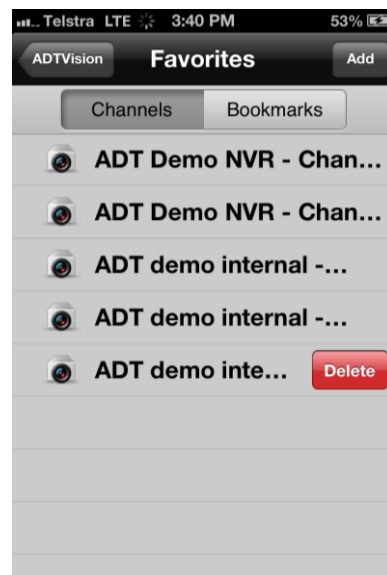 Telstra LTE 3:40 PM 53%
ADTVision Favorites Add
Channels Bookmarks
ADT Demo NVR - Chan...
ADT Demo NVR - Chan...
ADT demo internal -...
ADT demo internal -...
ADT demo inte... Delete